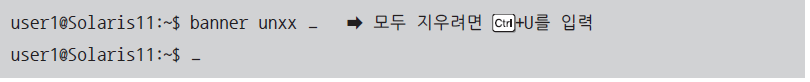 user1@Solaris11:~$ banner unxx _ ➡ 모두 지우려면 Ctrl+U를 입력
user1@Solaris11:~$ _